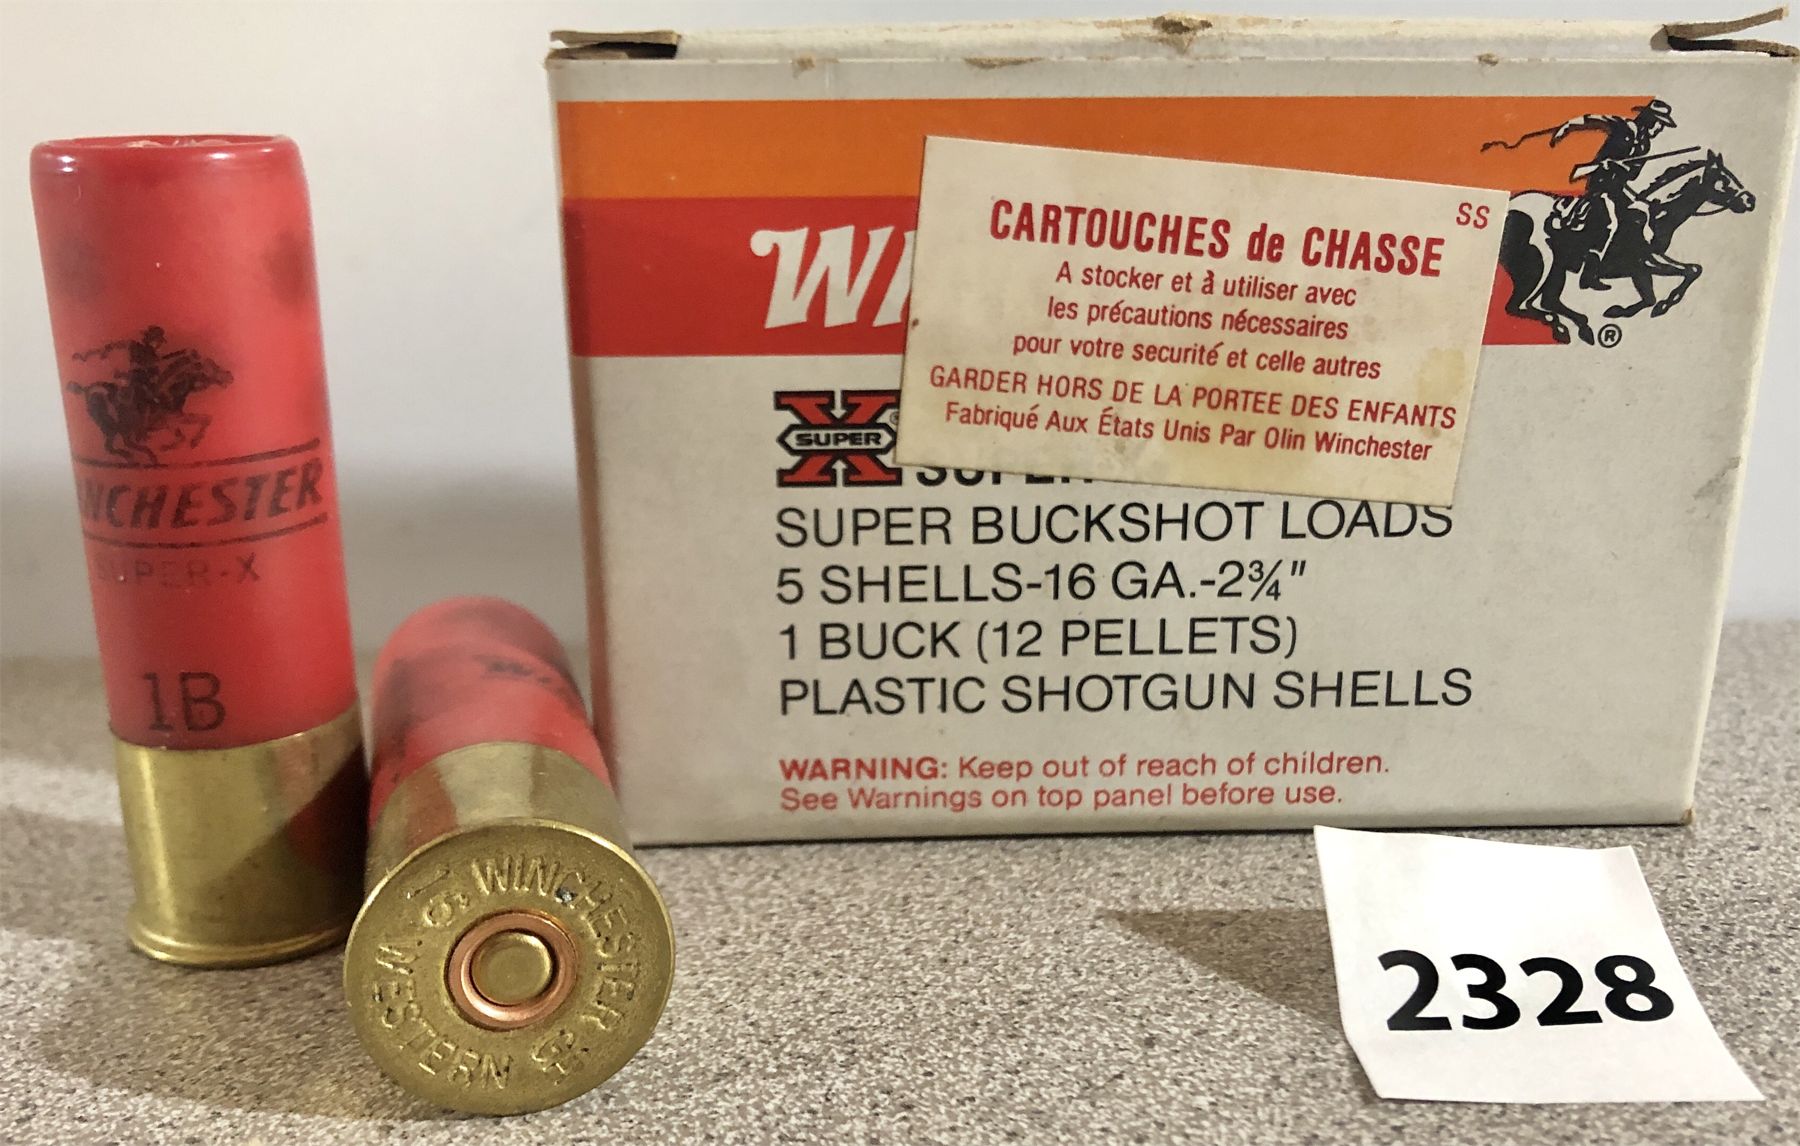 WINCHESTER
SUPER-X
1B
16 WINCHESTER 16
WESTERN
CARTOUCHES de CHASSE
SS
A stocker et à utiliser avec
les précautions nécessaires
pour votre securité et celle autres
GARDER HORS DE LA PORTEE DES ENFANTS
Fabriqué Aux États Unis Par Olin Winchester
WI
X
SUPER
®
SUPER
SUPER BUCKSHOT LOADS
5 SHELLS-16 GA.-2¾"
1 BUCK (12 PELLETS)
PLASTIC SHOTGUN SHELLS
WARNING: Keep out of reach of children.
See Warnings on top panel before use.
2328